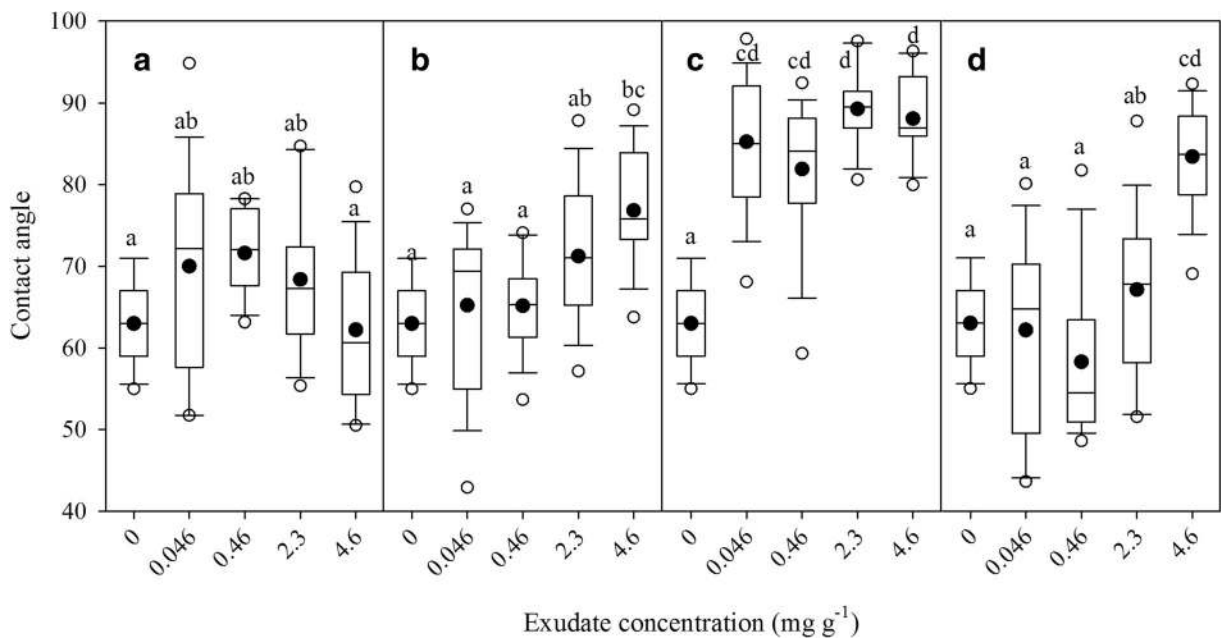 100
90
80
70
60
50
40
Contact angle
a
a
ab
ab
ab
a
b
a
a
a
ab
bc
c
a
cd
cd
d
d
d
a
a
a
ab
cd
0
0.046
0.46
2.3
4.6
0
0.046
0.46
2.3
4.6
0
0.046
0.46
2.3
4.6
0
0.046
0.46
2.3
4.6
Exudate concentration (mg g⁻¹)